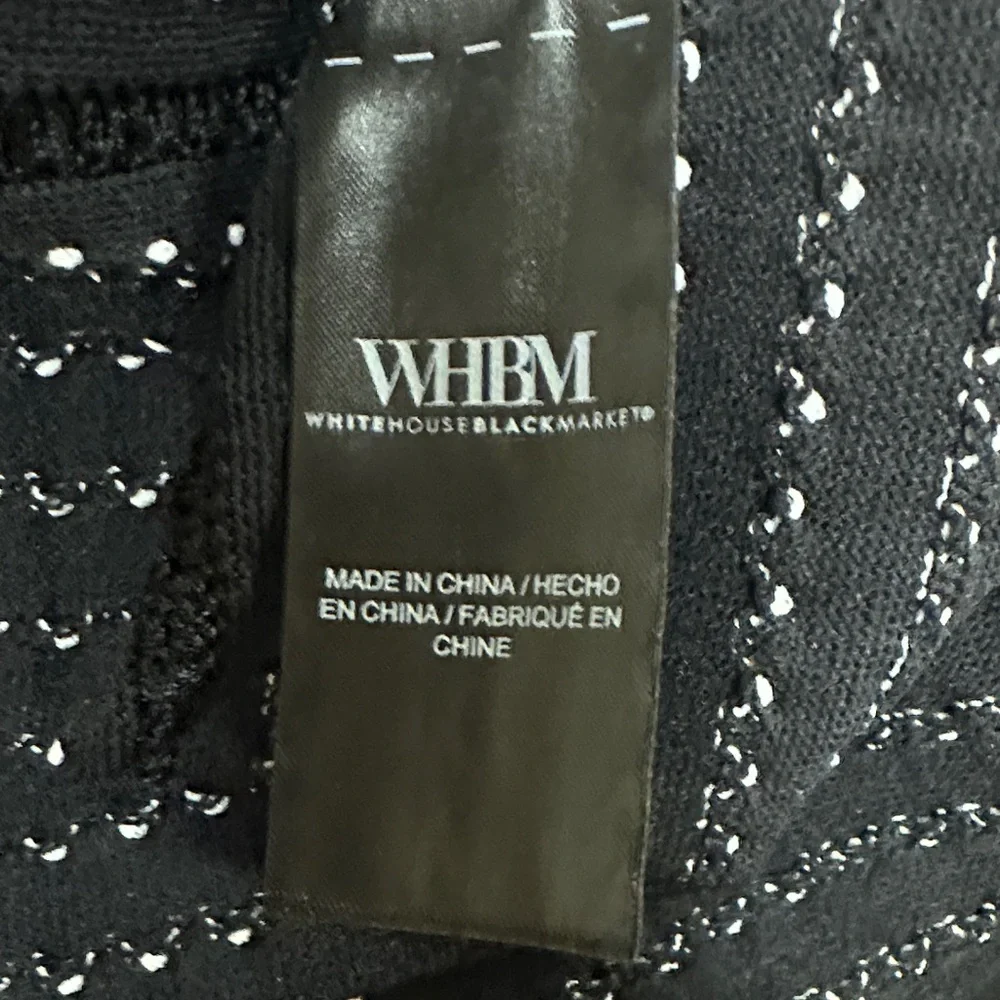 WHBM
WHITEHOUSEBLACKMARKET®
MADE IN CHINA / HECHO
EN CHINA / FABRIQUÉ EN
CHINE